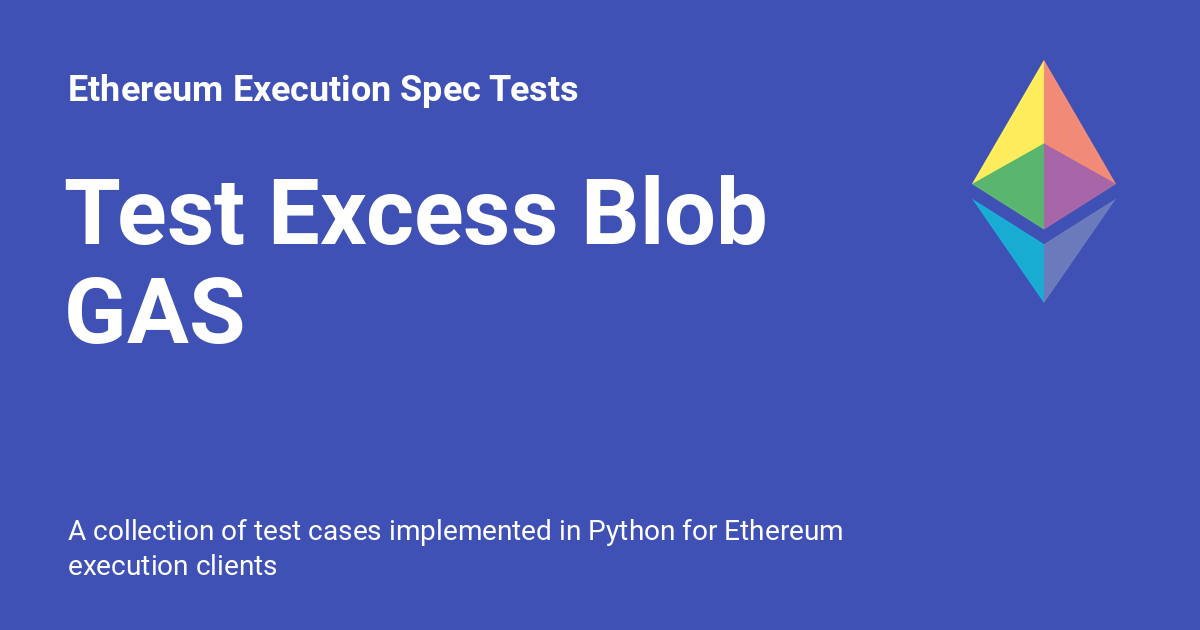 Ethereum Execution Spec Tests
Test Excess Blob
GAS
A collection of test cases implemented in Python for Ethereum
execution clients